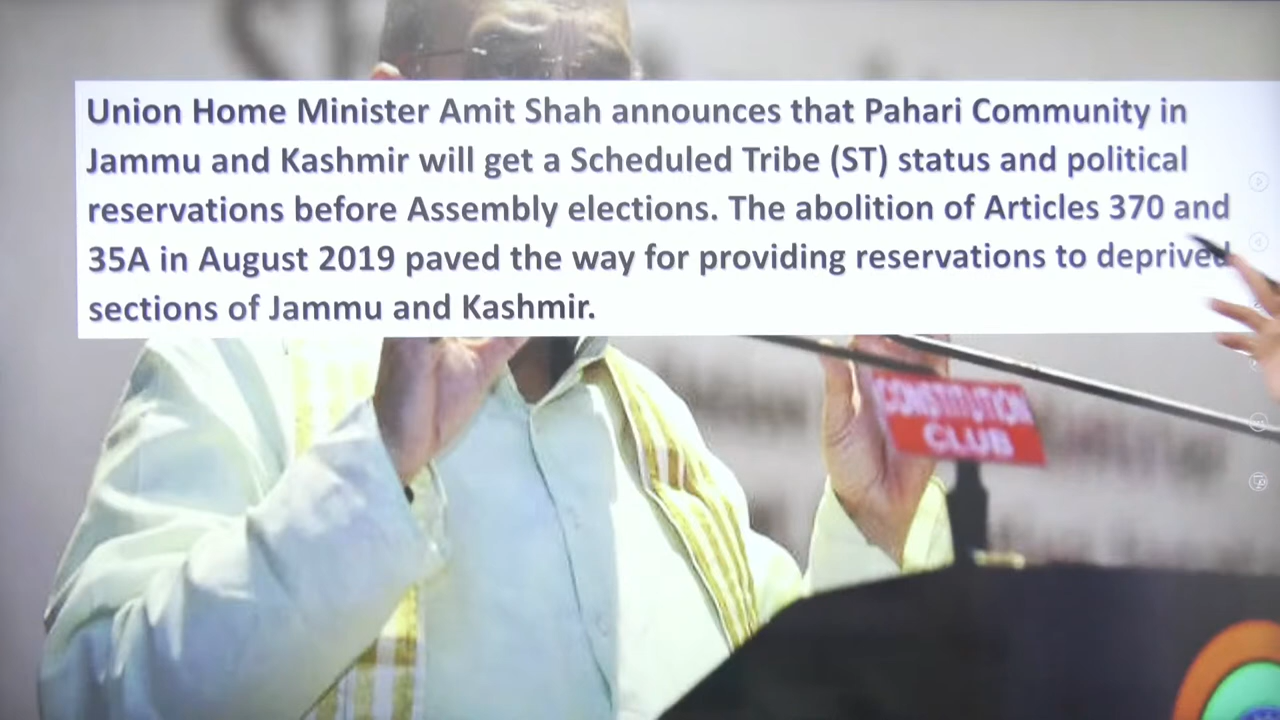 Union Home Minister Amit Shah announces that Pahari Community in
Jammu and Kashmir will get a Scheduled Tribe (ST) status and political
reservations before Assembly elections. The abolition of Articles 370 and
35A in August 2019 paved the way for providing reservations to deprived
sections of Jammu and Kashmir.
CONSTITUTION
CLUB